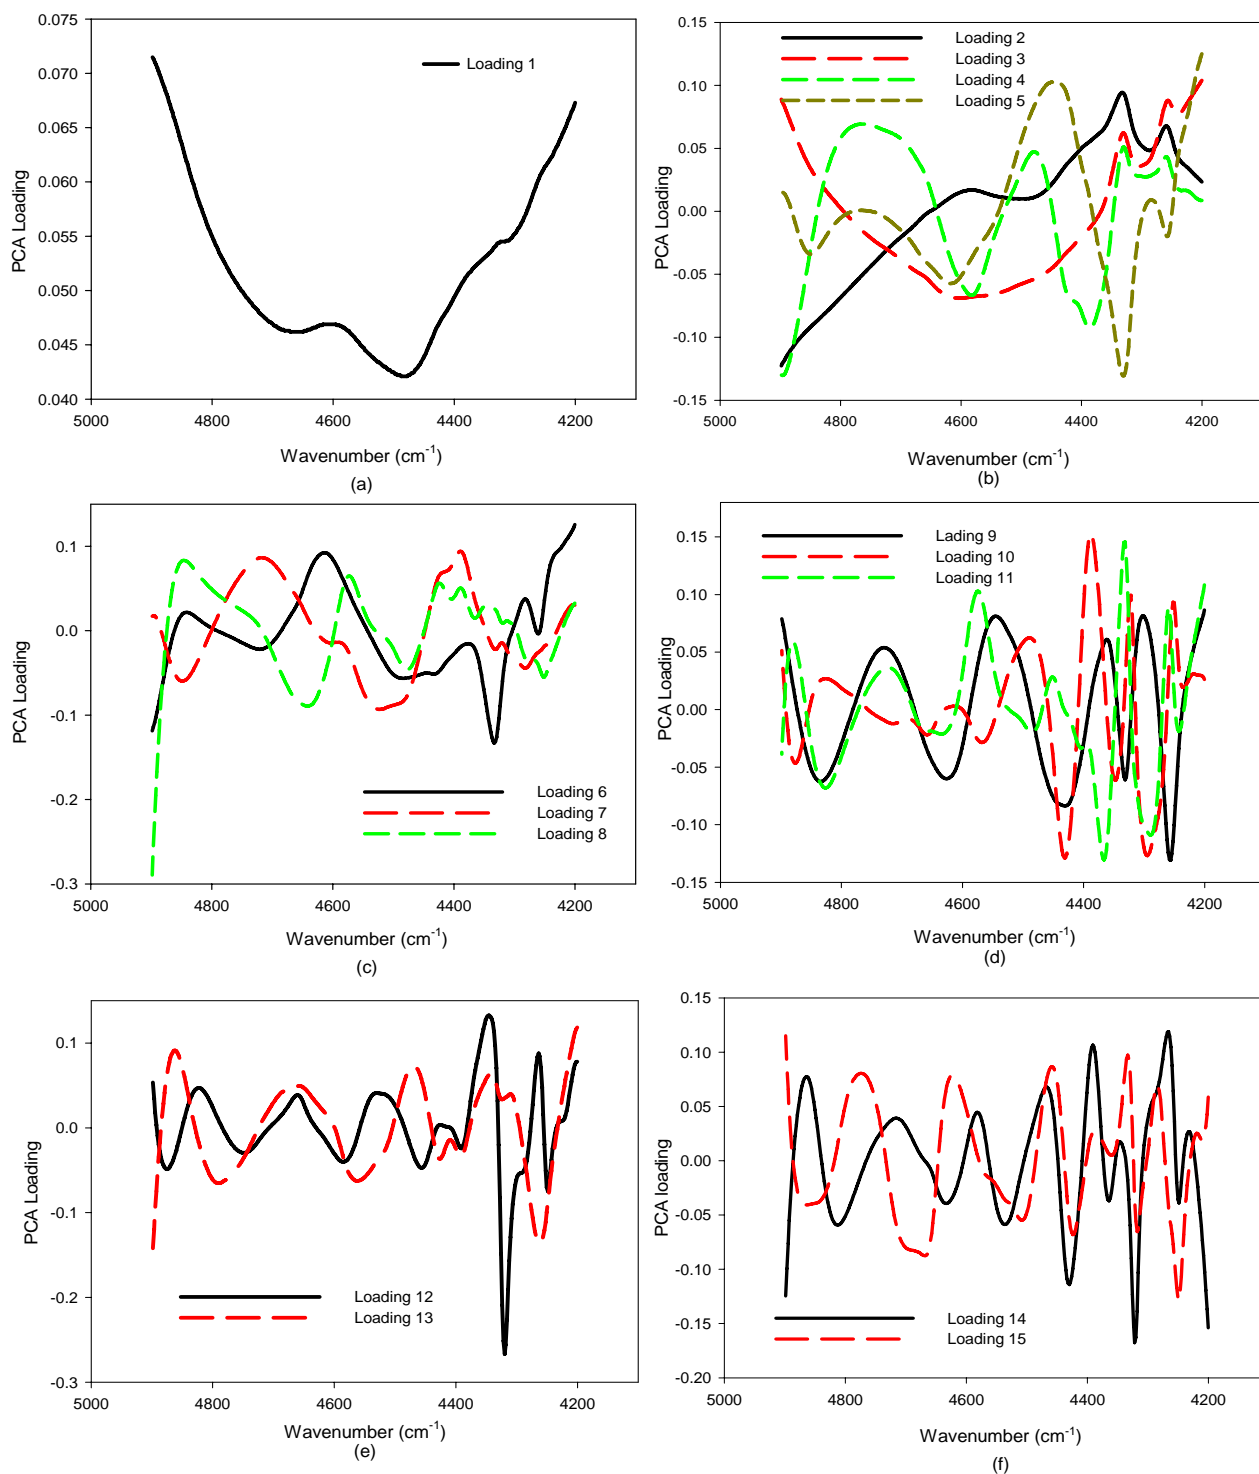 0.075
0.070
0.065
0.060
0.055
0.050
0.045
0.040
PCA Loading
Loading 1
5000 4800 4600 4400 4200
Wavenumber (cm-1)
(a)
0.15
0.10
0.05
0.00
-0.05
-0.10
-0.15
PCA Loading
Loading 2
Loading 3
Loading 4
Loading 5
5000 4800 4600 4400 4200
Wavenumber (cm-1)
(b)
0.1
0.0
-0.1
-0.2
-0.3
PCA Loading
Loading 6
Loading 7
Loading 8
5000 4800 4600 4400 4200
Wavenumber (cm-1)
(c)
0.15
0.10
0.05
0.00
-0.05
-0.10
-0.15
PCA Loading
Lading 9
Loading 10
Loading 11
5000 4800 4600 4400 4200
Wavenumber (cm-1)
(d)
0.1
0.0
-0.1
-0.2
-0.3
PCA Loading
Loading 12
Loading 13
5000 4800 4600 4400 4200
Wavenumber (cm-1)
(e)
0.15
0.10
0.05
0.00
-0.05
-0.10
-0.15
-0.20
PCA loading
Loading 14
Loading 15
5000 4800 4600 4400 4200
Wavenumber (cm-1)
(f)